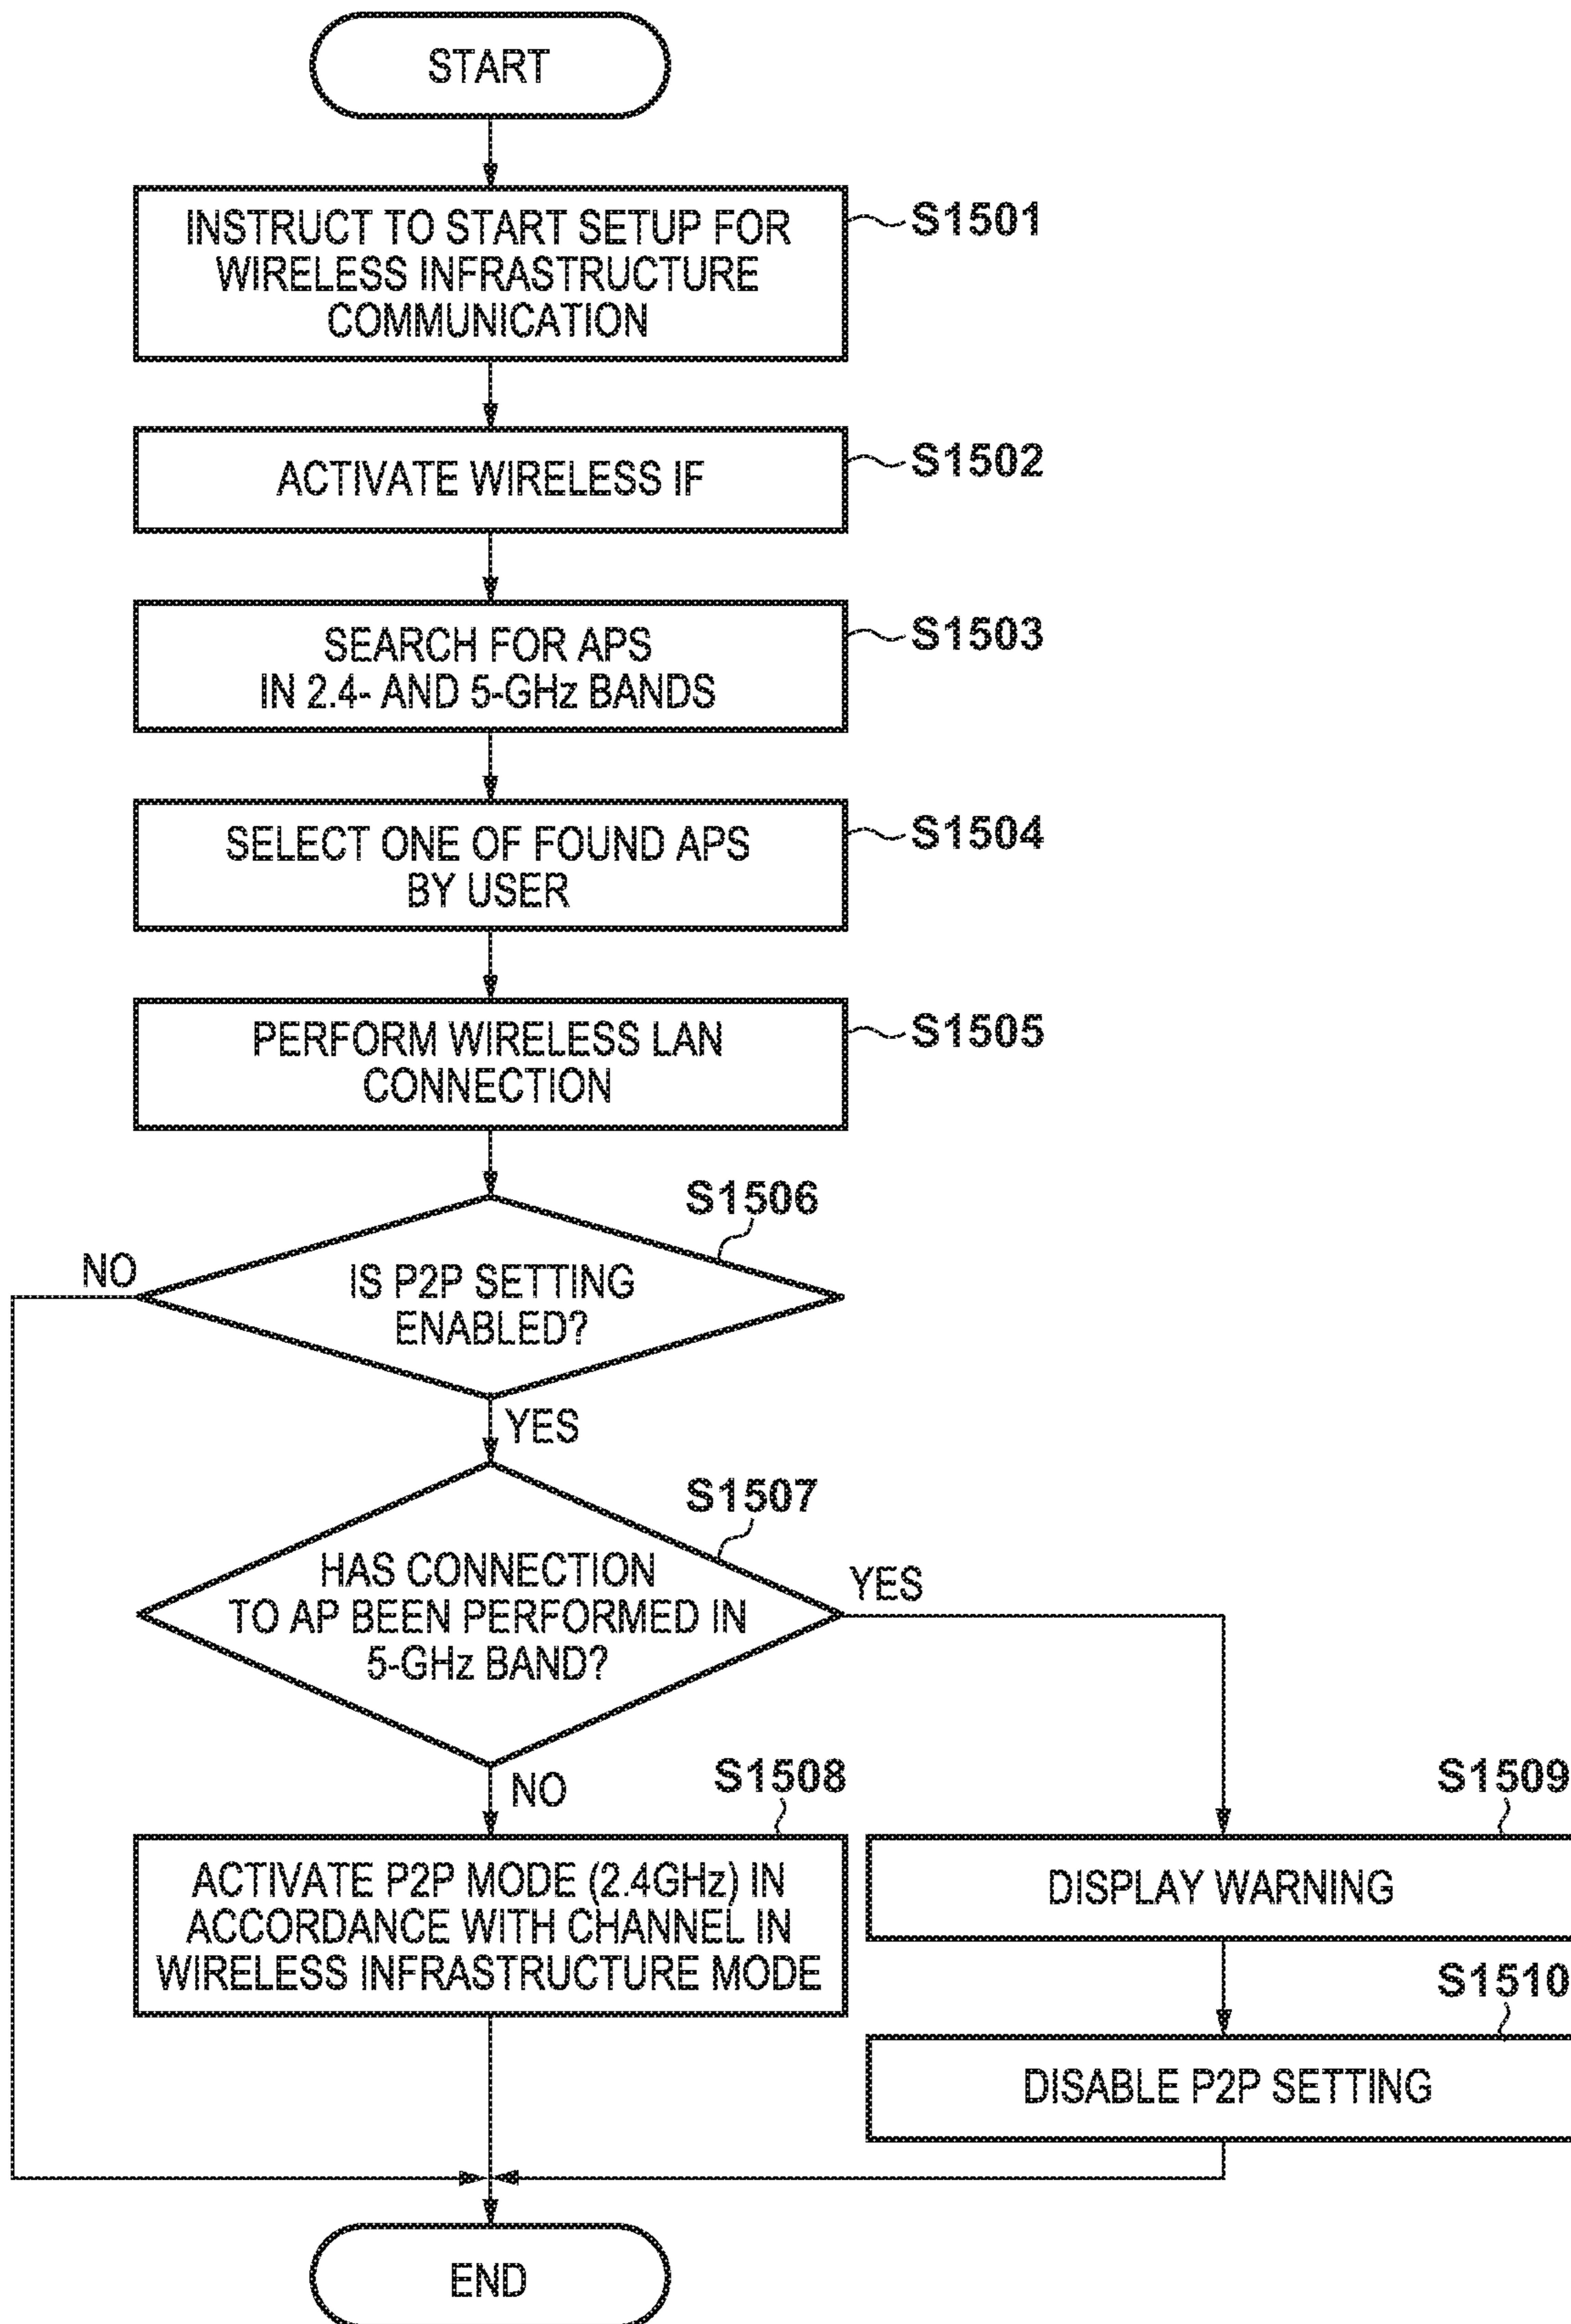 START
INSTRUCT TO START SETUP FOR
WIRELESS INFRASTRUCTURE
COMMUNICATION
S1501
ACTIVATE WIRELESS IF
S1502
SEARCH FOR APS
IN 2.4- AND 5-GHz BANDS
S1503
SELECT ONE OF FOUND APS
BY USER
S1504
PERFORM WIRELESS LAN
CONNECTION
S1505
S1506
NO
IS P2P SETTING
ENABLED?
YES
S1507
HAS CONNECTION
TO AP BEEN PERFORMED IN
5-GHz BAND?
YES
NO
S1508
ACTIVATE P2P MODE (2.4GHz) IN
ACCORDANCE WITH CHANNEL IN
WIRELESS INFRASTRUCTURE MODE
S1509
DISPLAY WARNING
S1510
DISABLE P2P SETTING
END